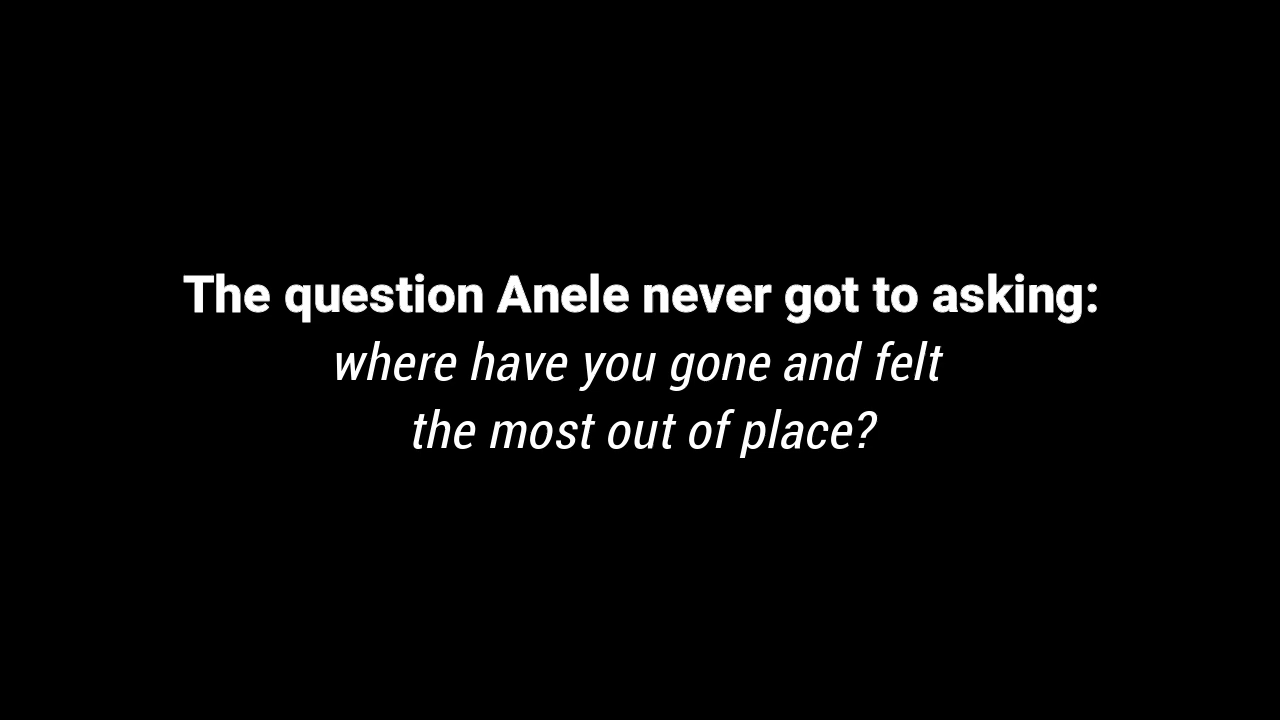 The question Anele never got to asking:
where have you gone and felt
the most out of place?